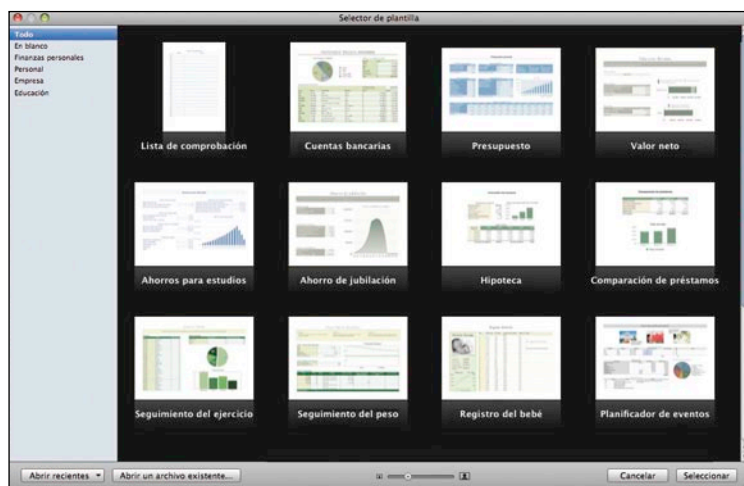 Selector de plantilla
Todo
En blanco
Finanzas personales
Personal
Empresa
Educación
Lista de comprobación
Cuentas bancarias
Presupuesto
Valor neto
Ahorros para estudios
Ahorro de jubilación
Hipoteca
Comparación de préstamos
Seguimiento del ejercicio
Seguimiento del peso
Registro del bebé
Planificador de eventos
Abrir recientes
Abrir un archivo existente...
Cancelar
Seleccionar